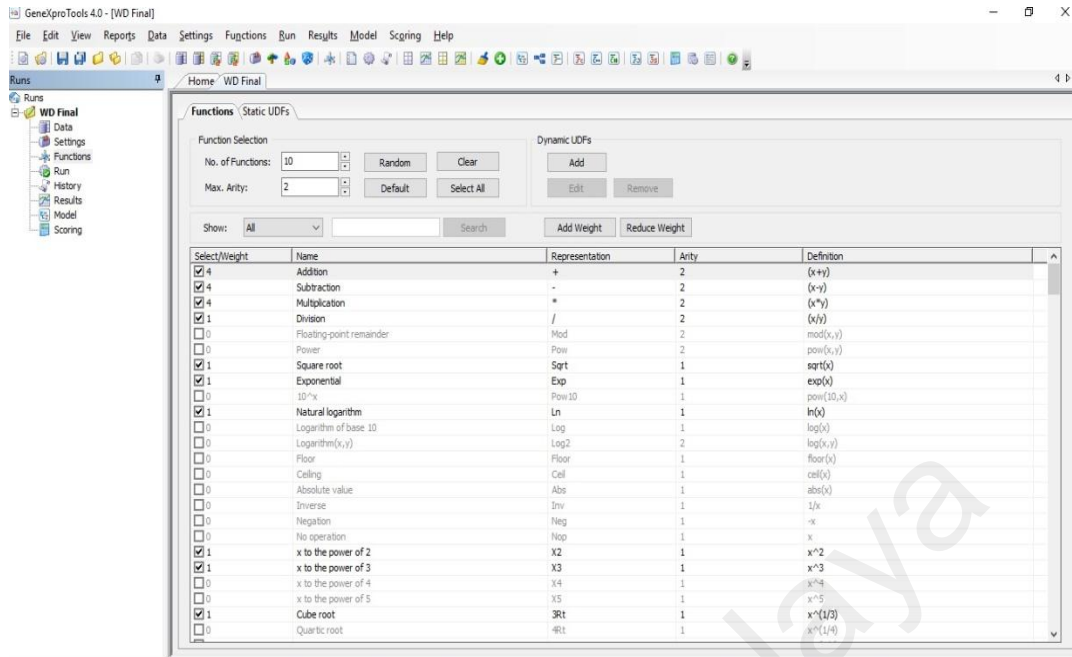 GeneXproTools 4.0 - [WD Final]
File Edit View Reports Data Settings Functions Run Results Model Scoring Help
Runs
Home WD Final
Runs
WD Final
Data
Settings
Functions
Run
History
Results
Model
Scoring
Functions Static UDFs
Function Selection Dynamic UDFs
No. of Functions: 10 Random Clear Add
Max. Arity: 2 Default Select All Edit Remove
Show: All Search Add Weight Reduce Weight
Select/Weight Name Representation Arity Definition
4 Addition + 2 (x+y)
4 Subtraction - 2 (x-y)
4 Multiplication * 2 (x*y)
1 Division / 2 (x/y)
0 Floating-point remainder Mod 2 mod(x,y)
0 Power Pow 2 pow(x,y)
1 Square root Sqrt 1 sqrt(x)
1 Exponential Exp 1 exp(x)
0 10^x Pow10 1 pow(10,x)
1 Natural logarithm Ln 1 ln(x)
0 Logarithm of base 10 Log 1 log(x)
0 Logarithm(x,y) Log2 2 log(x,y)
0 Floor Floor 1 floor(x)
0 Ceiling Ceil 1 ceil(x)
0 Absolute value Abs 1 abs(x)
0 Inverse Inv 1 1/x
0 Negation Neg 1 -x
0 No operation Nop 1 x
1 x to the power of 2 X2 1 x^2
1 x to the power of 3 X3 1 x^3
0 x to the power of 4 X4 1 x^4
0 x to the power of 5 X5 1 x^5
1 Cube root 3Rt 1 x^(1/3)
0 Quartic root 4Rt 1 x^(1/4)
laya